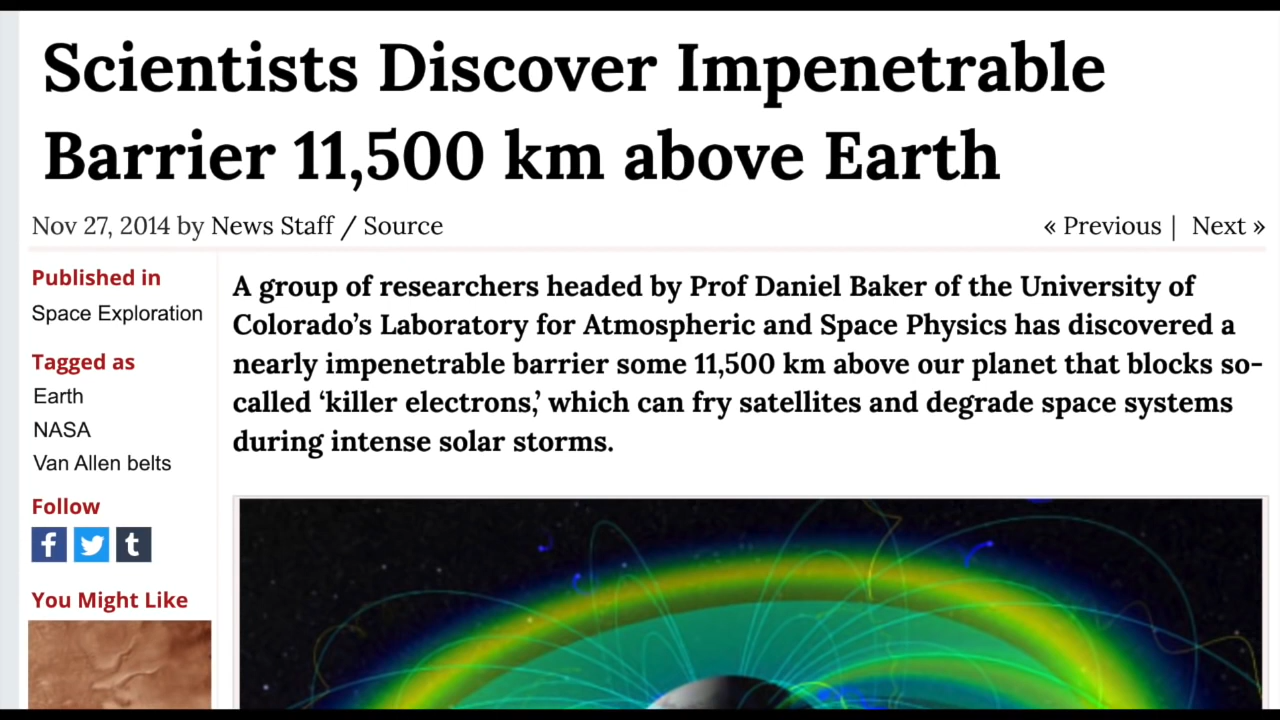 Scientists Discover Impenetrable
Barrier 11,500 km above Earth
Nov 27, 2014 by News Staff / Source
« Previous | Next »
Published in
Space Exploration
Tagged as
Earth
NASA
Van Allen belts
Follow
f
t
You Might Like
A group of researchers headed by Prof Daniel Baker of the University of
Colorado’s Laboratory for Atmospheric and Space Physics has discovered a
nearly impenetrable barrier some 11,500 km above our planet that blocks so-
called ‘killer electrons,’ which can fry satellites and degrade space systems
during intense solar storms.